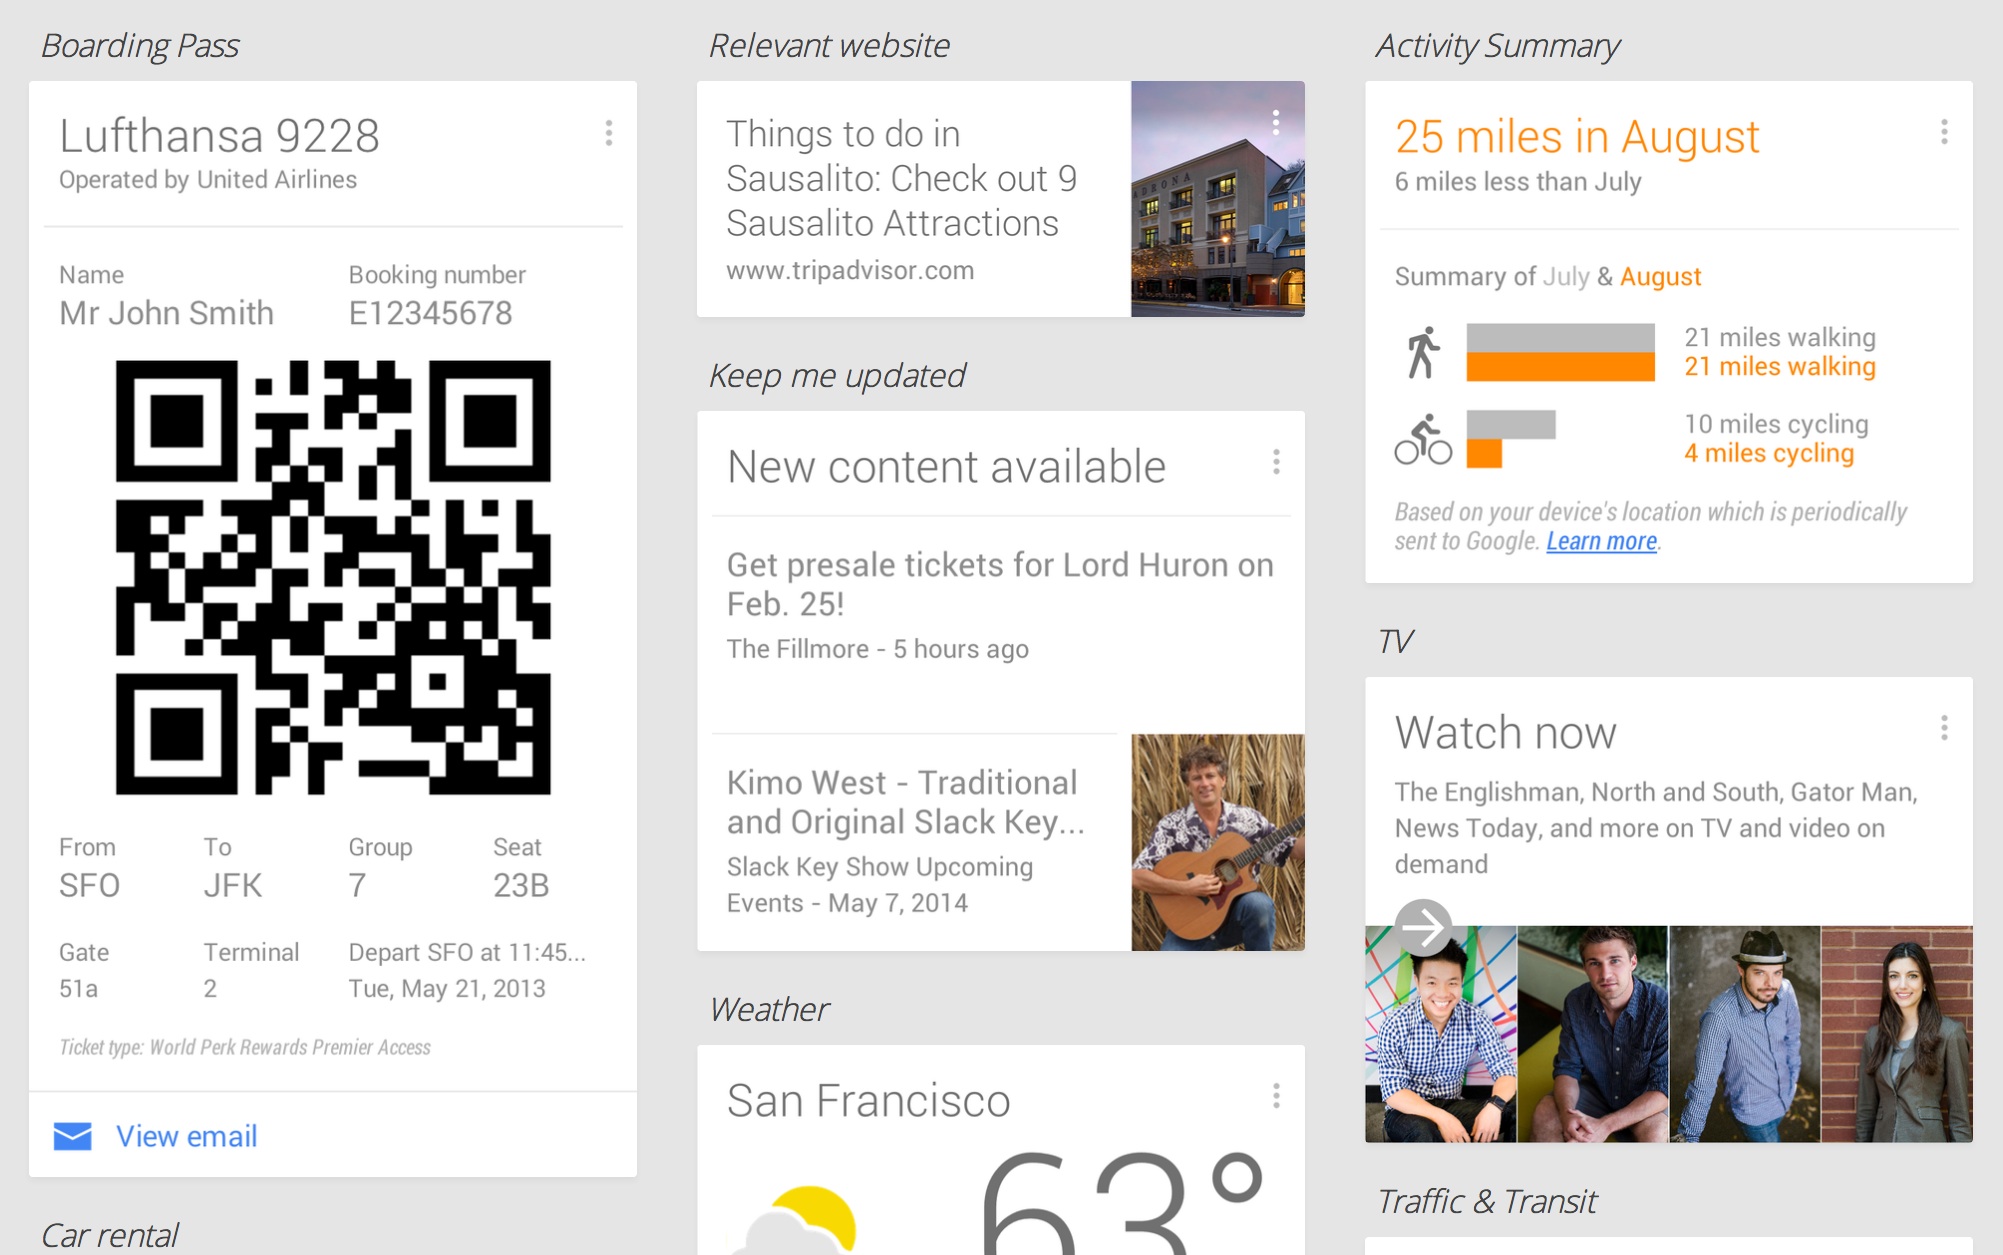 Boarding Pass
Lufthansa 9228
Operated by United Airlines
Name
Booking number
Mr John Smith
E12345678
From
To
Group
Seat
SFO
JFK
7
23B
Gate
Terminal
Depart SFO at 11:45...
51a
2
Tue, May 21, 2013
Ticket type: World Perk Rewards Premier Access
View email
Car rental
Relevant website
Things to do in
Sausalito: Check out 9
Sausalito Attractions
www.tripadvisor.com
ADRONA
Keep me updated
New content available
Get presale tickets for Lord Huron on
Feb. 25!
The Fillmore - 5 hours ago
Kimo West - Traditional
and Original Slack Key...
Slack Key Show Upcoming
Events - May 7, 2014
Weather
San Francisco
63°
Activity Summary
25 miles in August
6 miles less than July
Summary of July & August
21 miles walking
21 miles walking
10 miles cycling
4 miles cycling
Based on your device's location which is periodically
sent to Google. Learn more.
TV
Watch now
The Englishman, North and South, Gator Man,
News Today, and more on TV and video on
demand
Traffic & Transit